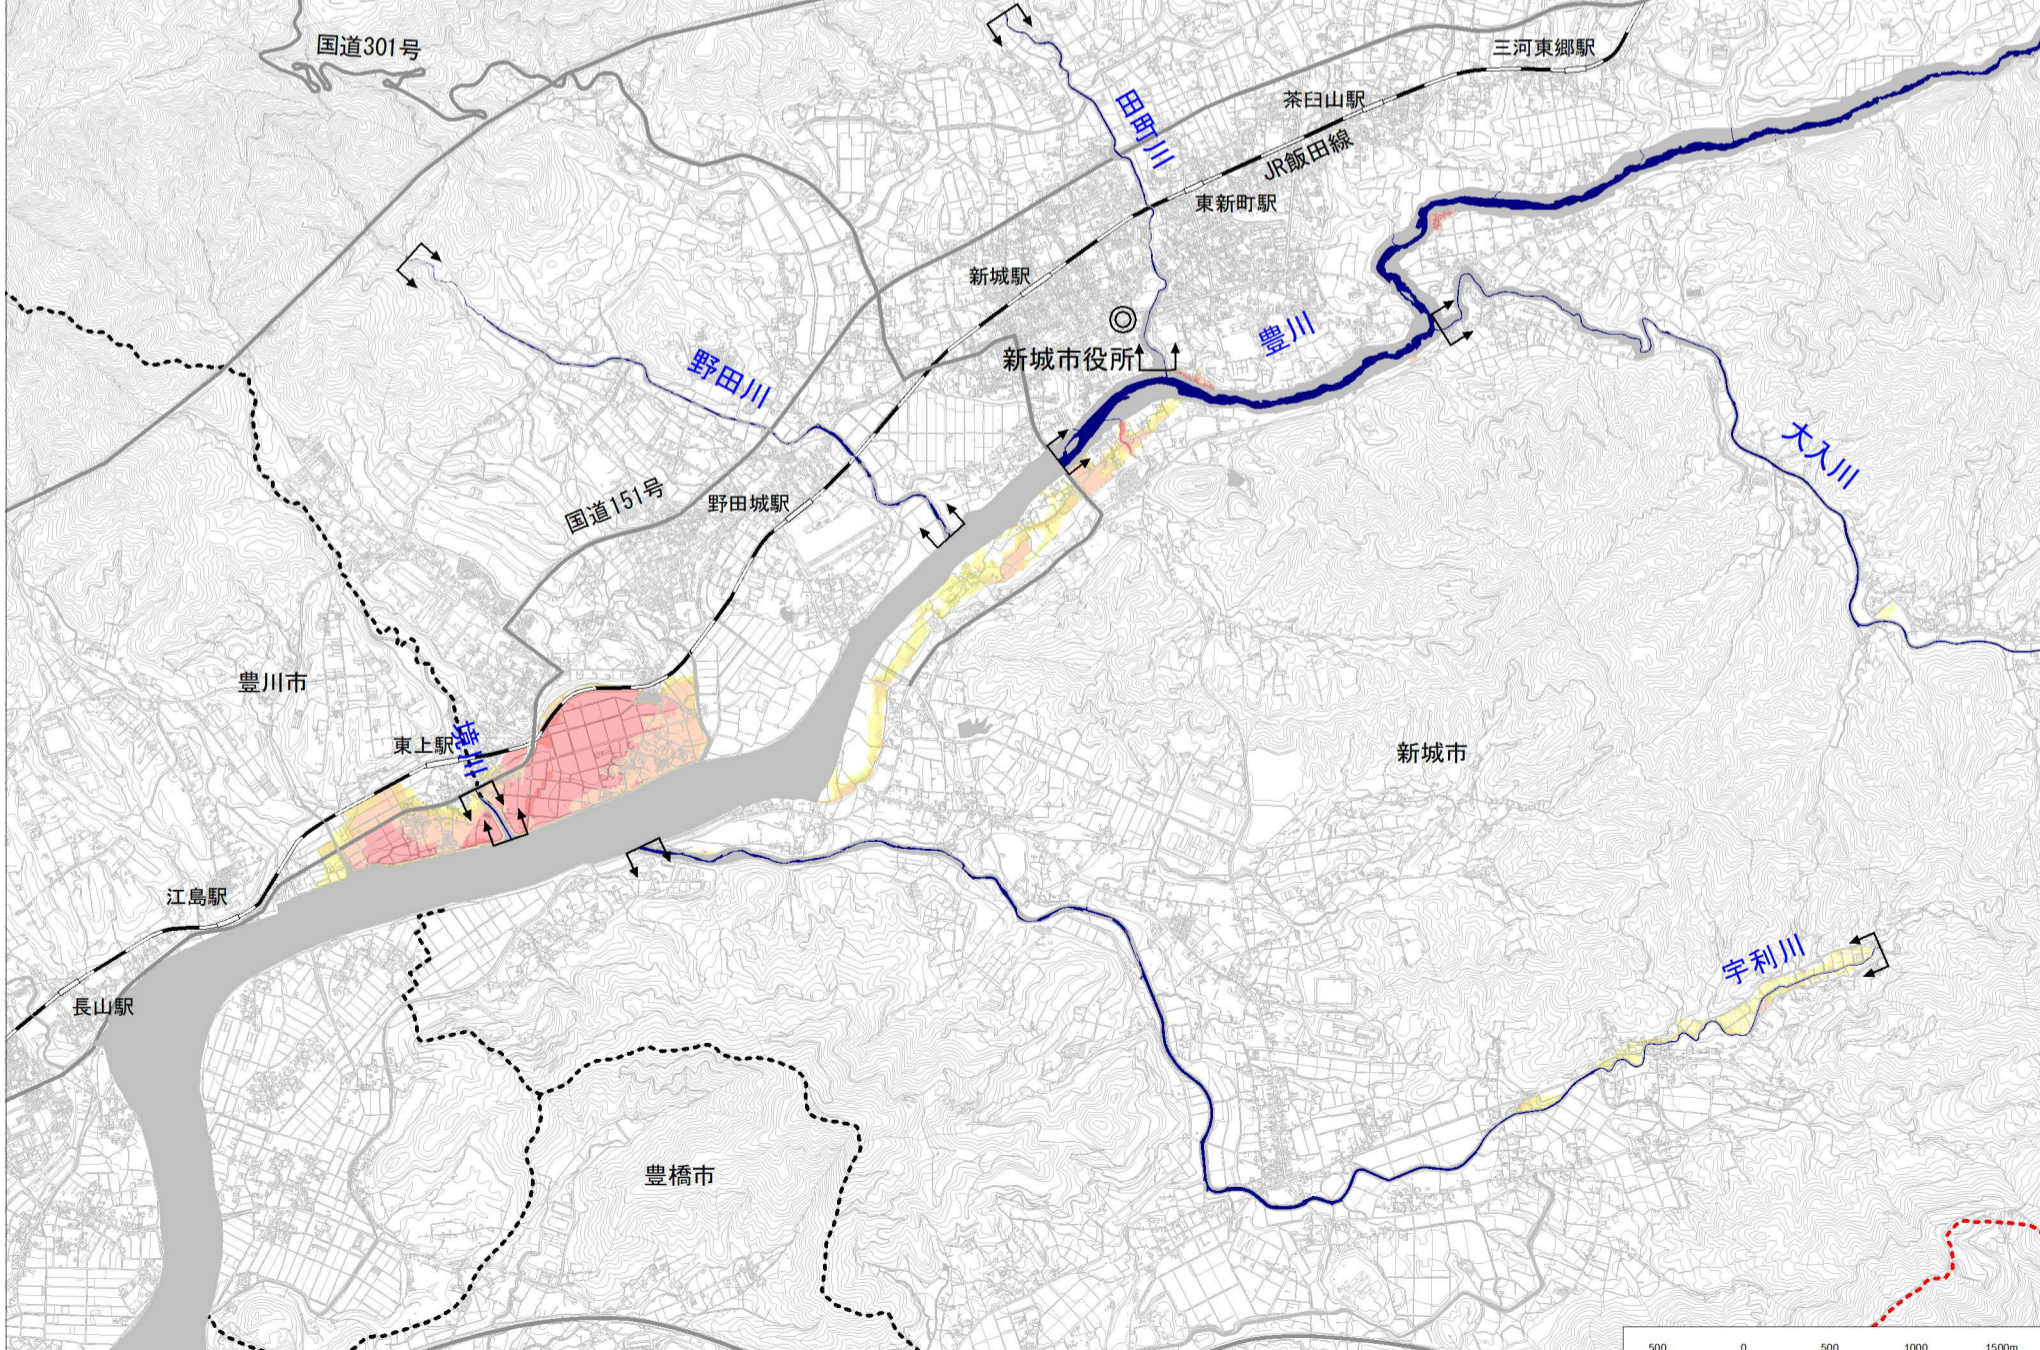 国道301号
三河東郷駅
茶臼山駅
田町川
JR飯田線
東新町駅
新城駅
豊川
新城市役所
野田川
大入川
国道151号
野田城駅
豊川市
東上駅
境川
新城市
江島駅
宇利川
長山駅
豊橋市
500 0 500 1000 1500m